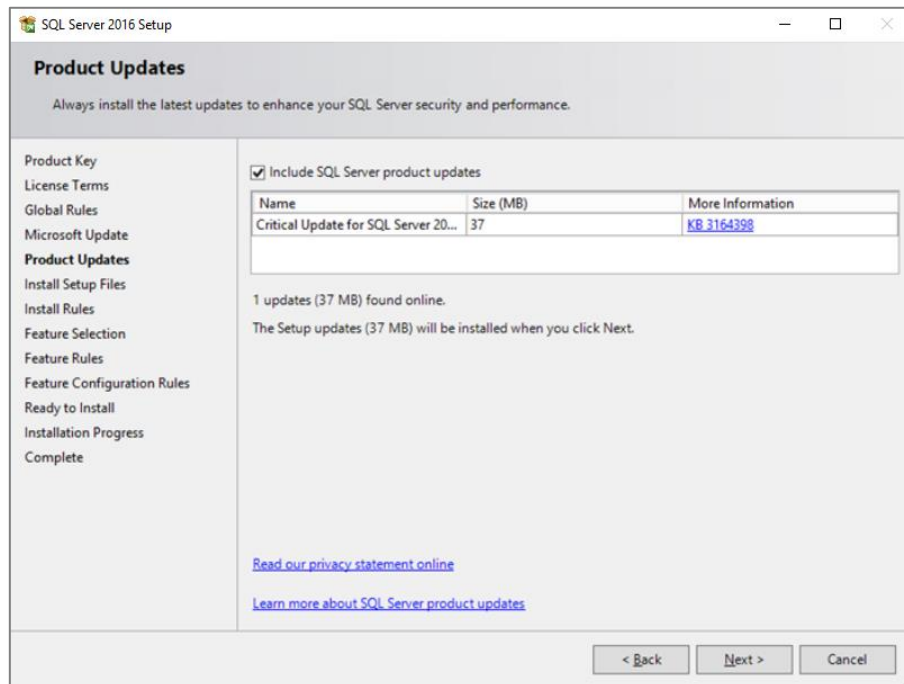 SQL Server 2016 Setup
Product Updates
Always install the latest updates to enhance your SQL Server security and performance.
Product Key
License Terms
Global Rules
Microsoft Update
Product Updates
Install Setup Files
Install Rules
Feature Selection
Feature Rules
Feature Configuration Rules
Ready to Install
Installation Progress
Complete
Include SQL Server product updates
Name Size (MB) More Information
Critical Update for SQL Server 20... 37 KB 3164398
1 updates (37 MB) found online.
The Setup updates (37 MB) will be installed when you click Next.
Read our privacy statement online
Learn more about SQL Server product updates
< Back Next > Cancel